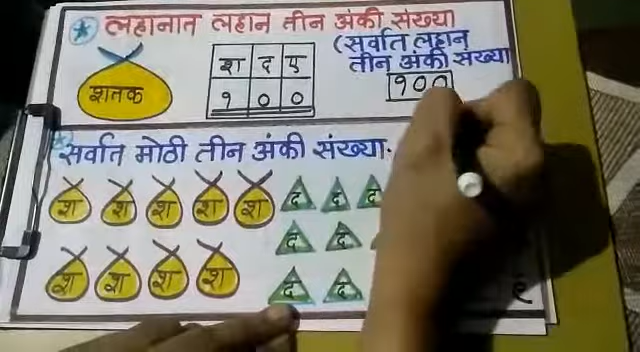 लहानात लहान तीन अंकी संख्या
(सर्वात लहान
तीन अंकी संख्या
शतक
श द ए
१ ० ०
१००
सर्वात मोठी तीन अंकी संख्या.
श श श श श द द द
द द
श श श श द द
ए